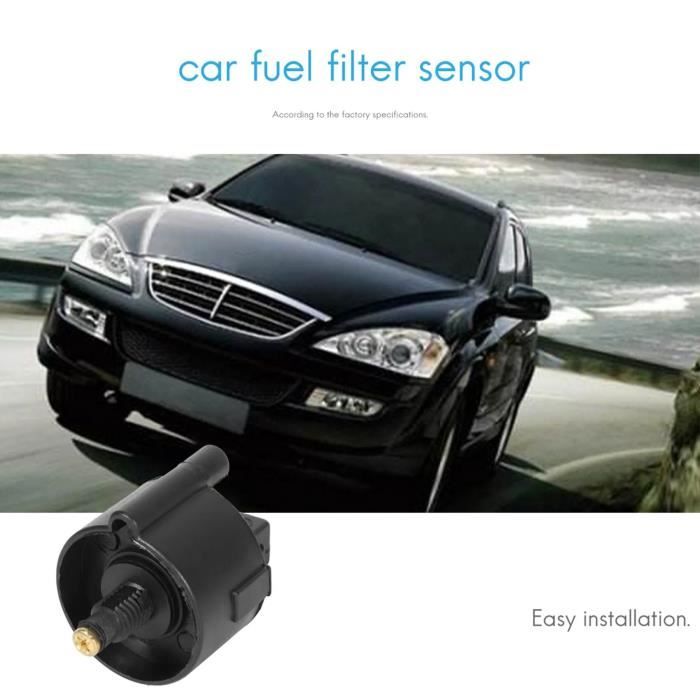 car fuel filter sensor
According to the factory specifications.
Easy installation.